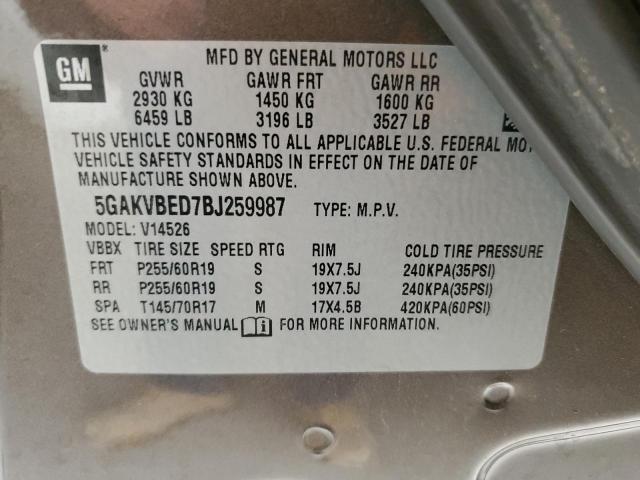 GM ®
MFD BY GENERAL MOTORS LLC
GVWR GAWR FRT GAWR RR
2930 KG 1450 KG 1600 KG
6459 LB 3196 LB 3527 LB
THIS VEHICLE CONFORMS TO ALL APPLICABLE U.S. FEDERAL MOT
VEHICLE SAFETY STANDARDS IN EFFECT ON THE DATE OF
MANUFACTURE SHOWN ABOVE.
5GAKVBED7BJ259987 TYPE: M.P.V.
MODEL: V14526
VBBX TIRE SIZE SPEED RTG RIM COLD TIRE PRESSURE
FRT P255/60R19 S 19X7.5J 240KPA(35PSI)
RR P255/60R19 S 19X7.5J 240KPA(35PSI)
SPA T145/70R17 M 17X4.5B 420KPA(60PSI)
SEE OWNER'S MANUAL FOR MORE INFORMATION.